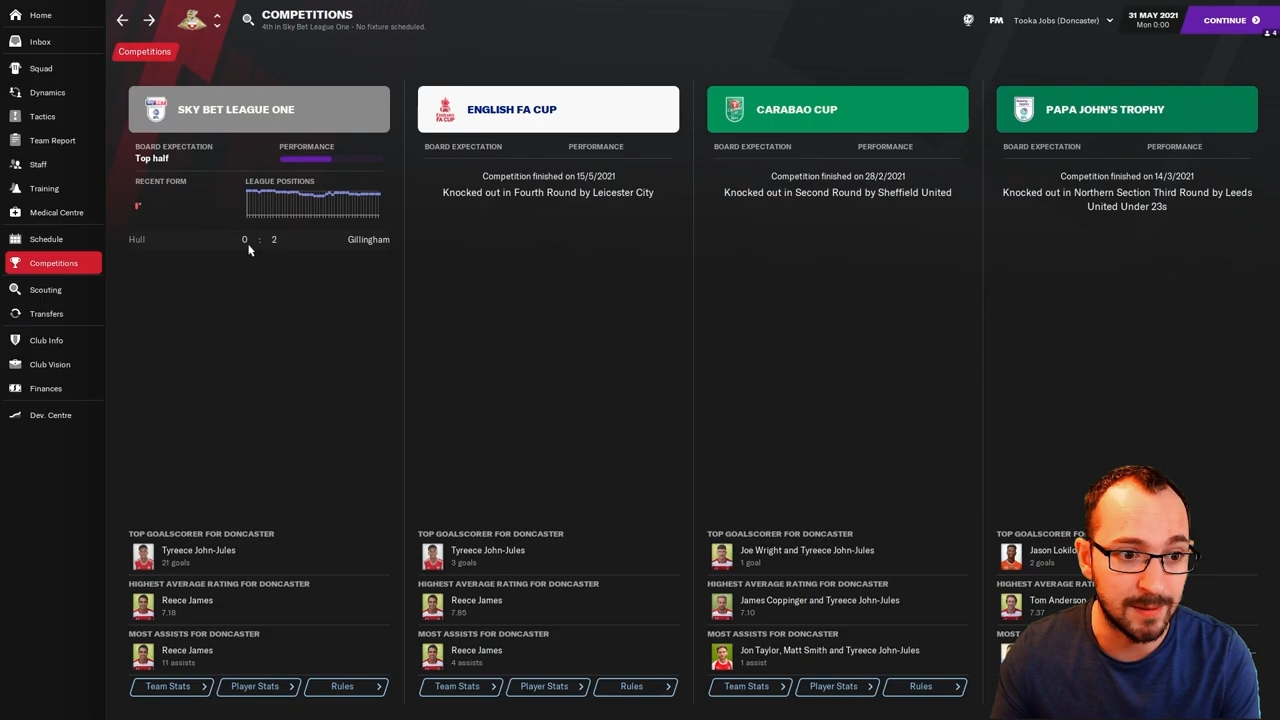 Home
Inbox
Squad
Dynamics
Tactics
Team Report
Staff
Training
Medical Centre
Schedule
Competitions
Scouting
Transfers
Club Info
Club Vision
Finances
Dev. Centre
COMPETITIONS
4th in Sky Bet League One - No fixture scheduled.
FM
Tooka Jobs (Doncaster)
31 MAY 2021
Mon 0:00
CONTINUE
4
Competitions
SKY BET LEAGUE ONE
BOARD EXPECTATION PERFORMANCE
Top half
RECENT FORM LEAGUE POSITIONS
Hull 0 : 2 Gillingham
TOP GOALSCORER FOR DONCASTER
Tyreece John-Jules
21 goals
HIGHEST AVERAGE RATING FOR DONCASTER
Reece James
7.18
MOST ASSISTS FOR DONCASTER
Reece James
11 assists
Team Stats Player Stats Rules
ENGLISH FA CUP
BOARD EXPECTATION PERFORMANCE
Competition finished on 15/5/2021
Knocked out in Fourth Round by Leicester City
TOP GOALSCORER FOR DONCASTER
Tyreece John-Jules
3 goals
HIGHEST AVERAGE RATING FOR DONCASTER
Reece James
7.85
MOST ASSISTS FOR DONCASTER
Reece James
4 assists
Team Stats Player Stats Rules
CARABAO CUP
BOARD EXPECTATION PERFORMANCE
Competition finished on 28/2/2021
Knocked out in Second Round by Sheffield United
TOP GOALSCORER FOR DONCASTER
Joe Wright and Tyreece John-Jules
1 goal
HIGHEST AVERAGE RATING FOR DONCASTER
James Coppinger and Tyreece John-Jules
7.10
MOST ASSISTS FOR DONCASTER
Jon Taylor, Matt Smith and Tyreece John-Jules
1 assist
Team Stats Player Stats Rules
PAPA JOHN'S TROPHY
BOARD EXPECTATION PERFORMANCE
Competition finished on 14/3/2021
Knocked out in Northern Section Third Round by Leeds
United Under 23s
TOP GOALSCORER
Jason Lokilo
2 goals
HIGHEST AVERAGE
Tom Anderson
7.37
MOST